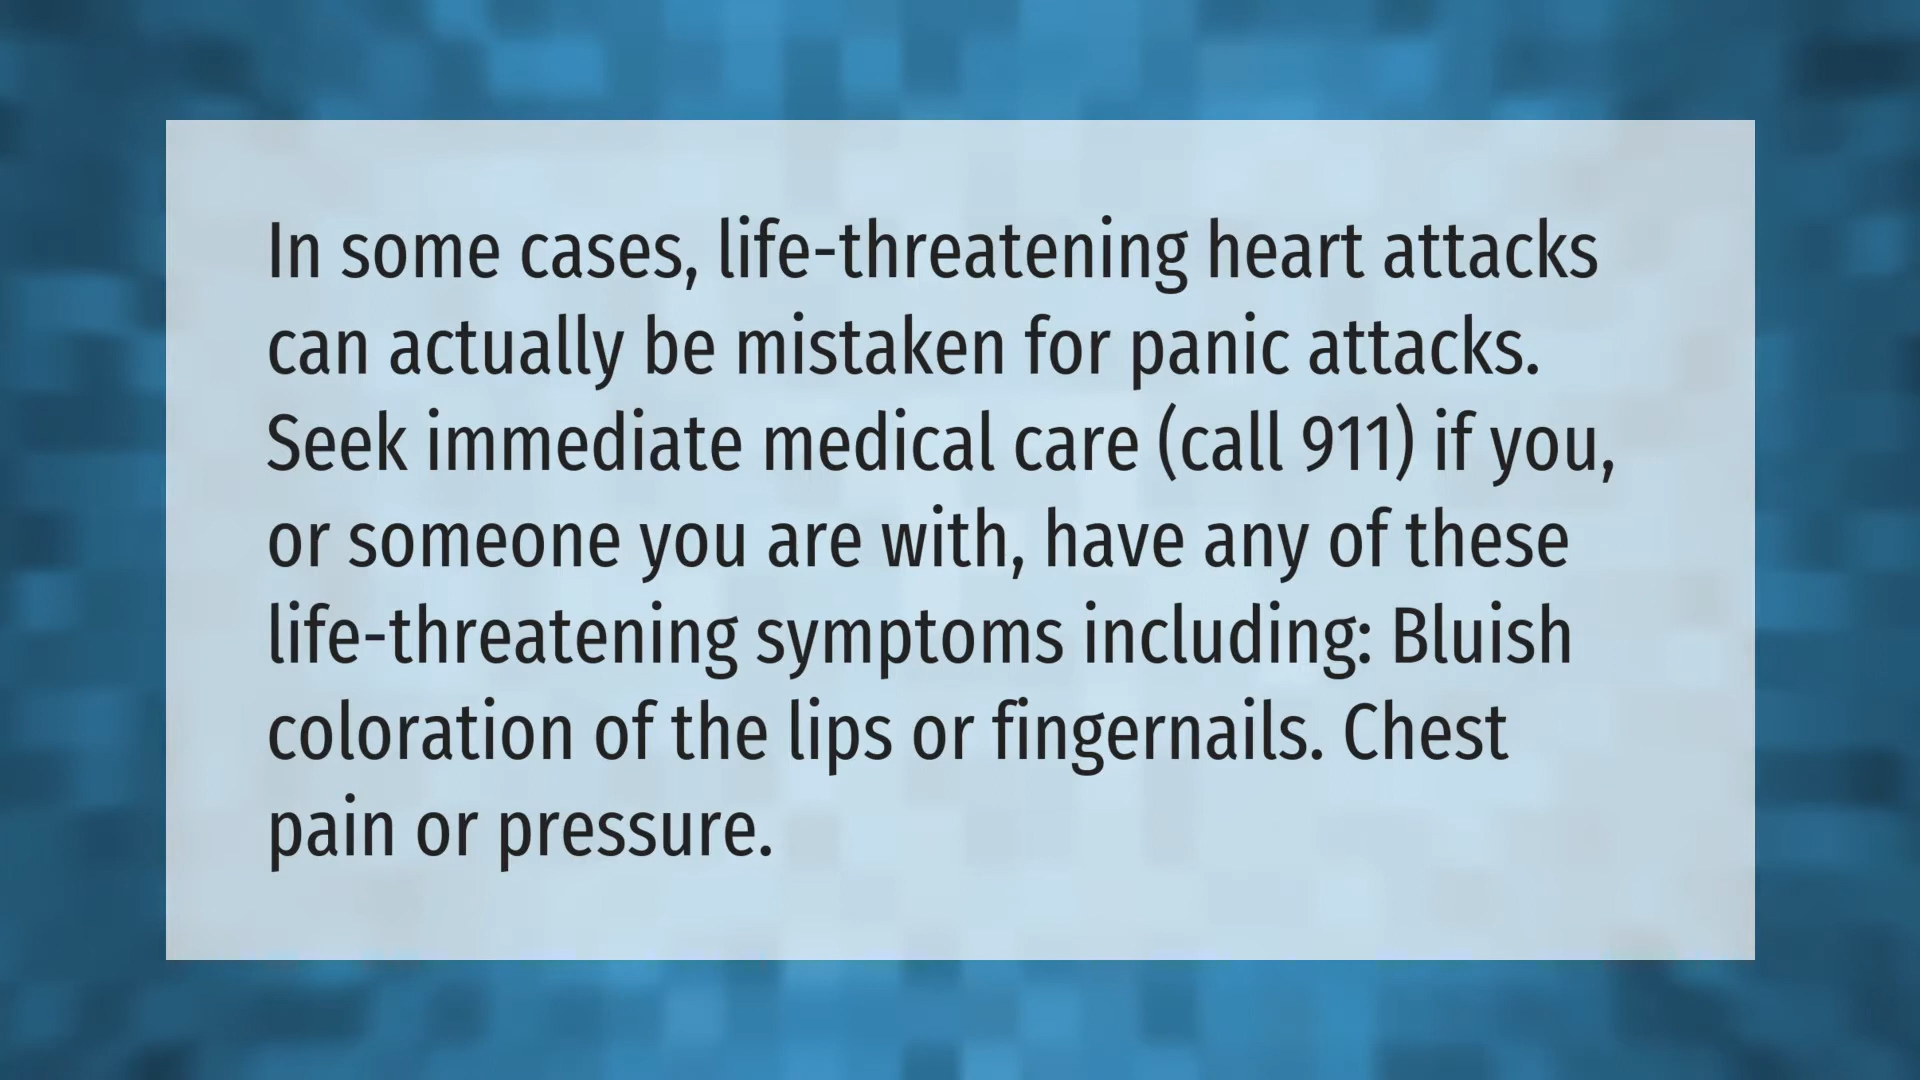 In some cases, life-threatening heart attacks
can actually be mistaken for panic attacks.
Seek immediate medical care (call 911) if you,
or someone you are with, have any of these
life-threatening symptoms including: Bluish
coloration of the lips or fingernails. Chest
pain or pressure.